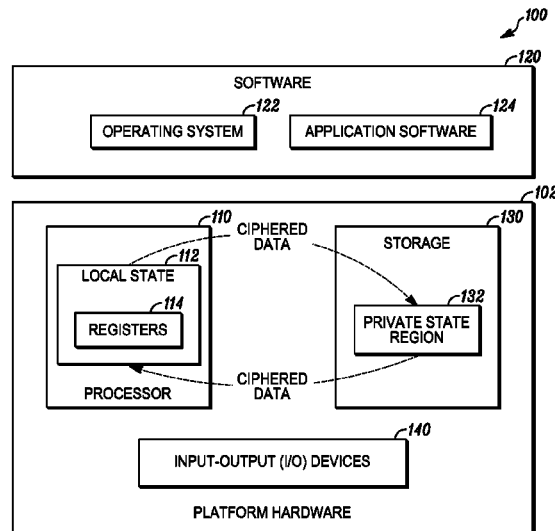 100
120
SOFTWARE
122
OPERATING SYSTEM
124
APPLICATION SOFTWARE
102
110
CIPHERED
DATA
130
STORAGE
112
LOCAL STATE
114
REGISTERS
132
PRIVATE STATE
REGION
CIPHERED
DATA
PROCESSOR
140
INPUT-OUTPUT (I/O) DEVICES
PLATFORM HARDWARE